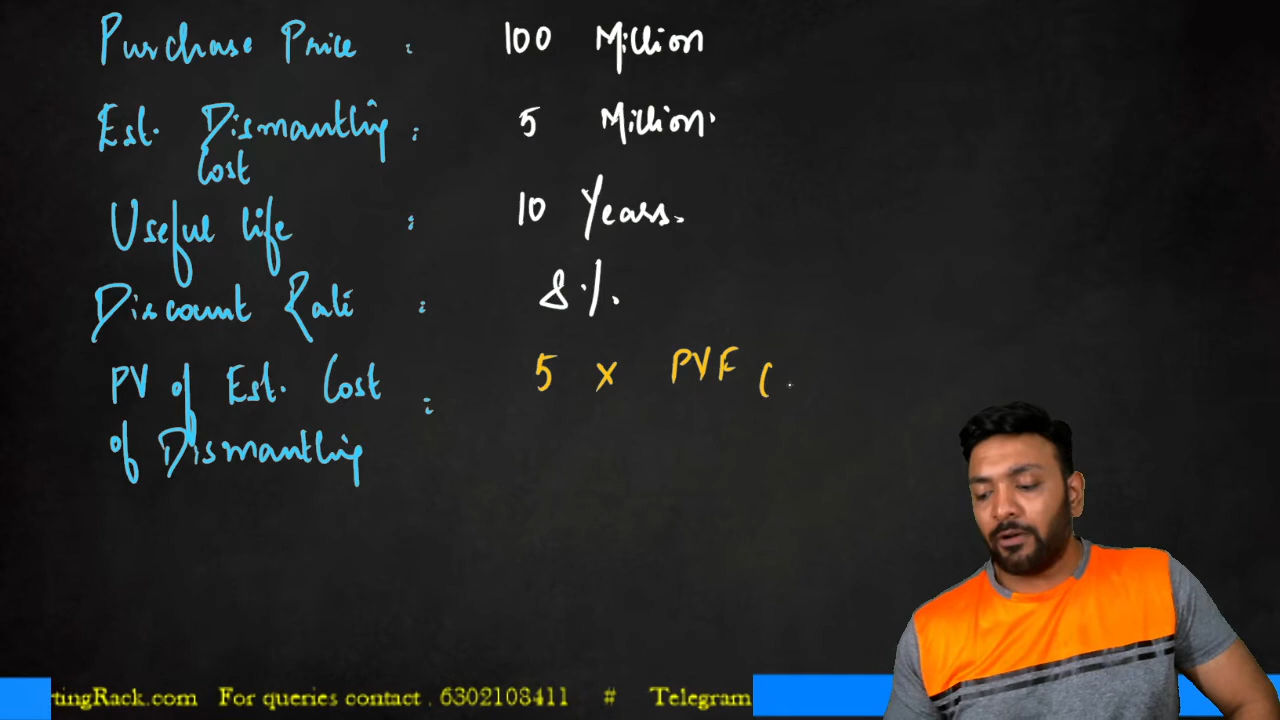 Purchase Price : 100 Million
Est. Dismantling Cost : 5 Million.
Useful life : 10 Years.
Discount Rate : 8 %.
PV of Est. Cost of Dismantling : 5 x PVF (
rtingRack.com For queries contact . 6302108411 # Telegram